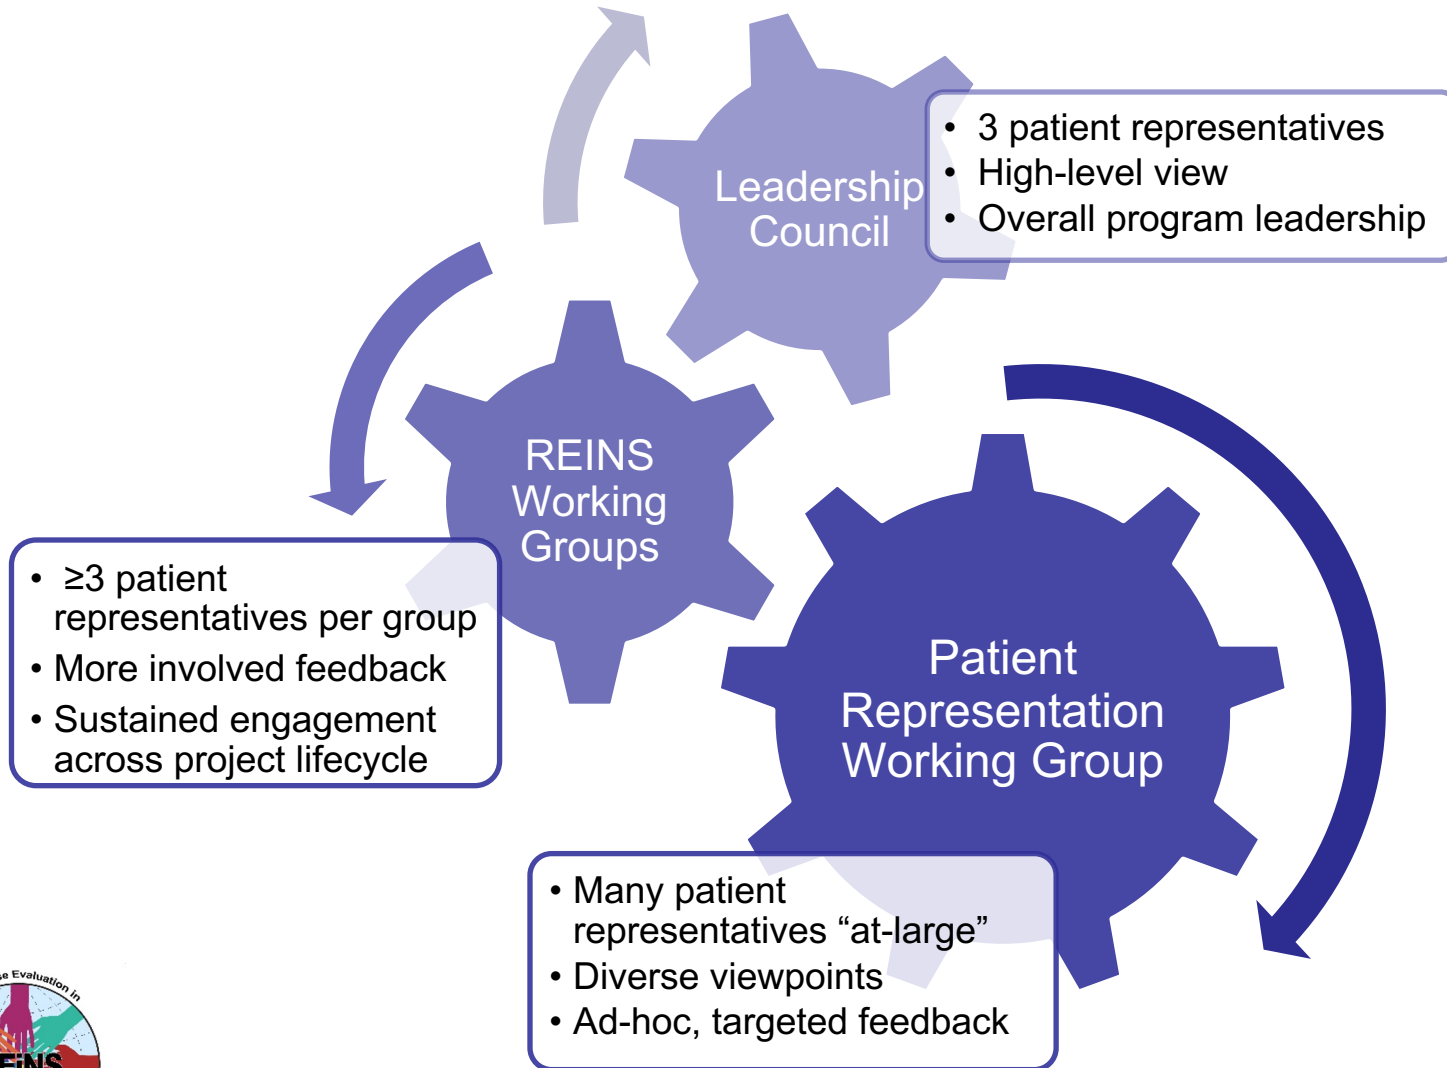 Leadership
Council
• 3 patient representatives
• High-level view
• Overall program leadership
REINS
Working
Groups
• ≥3 patient
representatives per group
• More involved feedback
• Sustained engagement
across project lifecycle
Patient
Representation
Working Group
• Many patient
representatives “at-large”
• Diverse viewpoints
• Ad-hoc, targeted feedback
Evaluation in